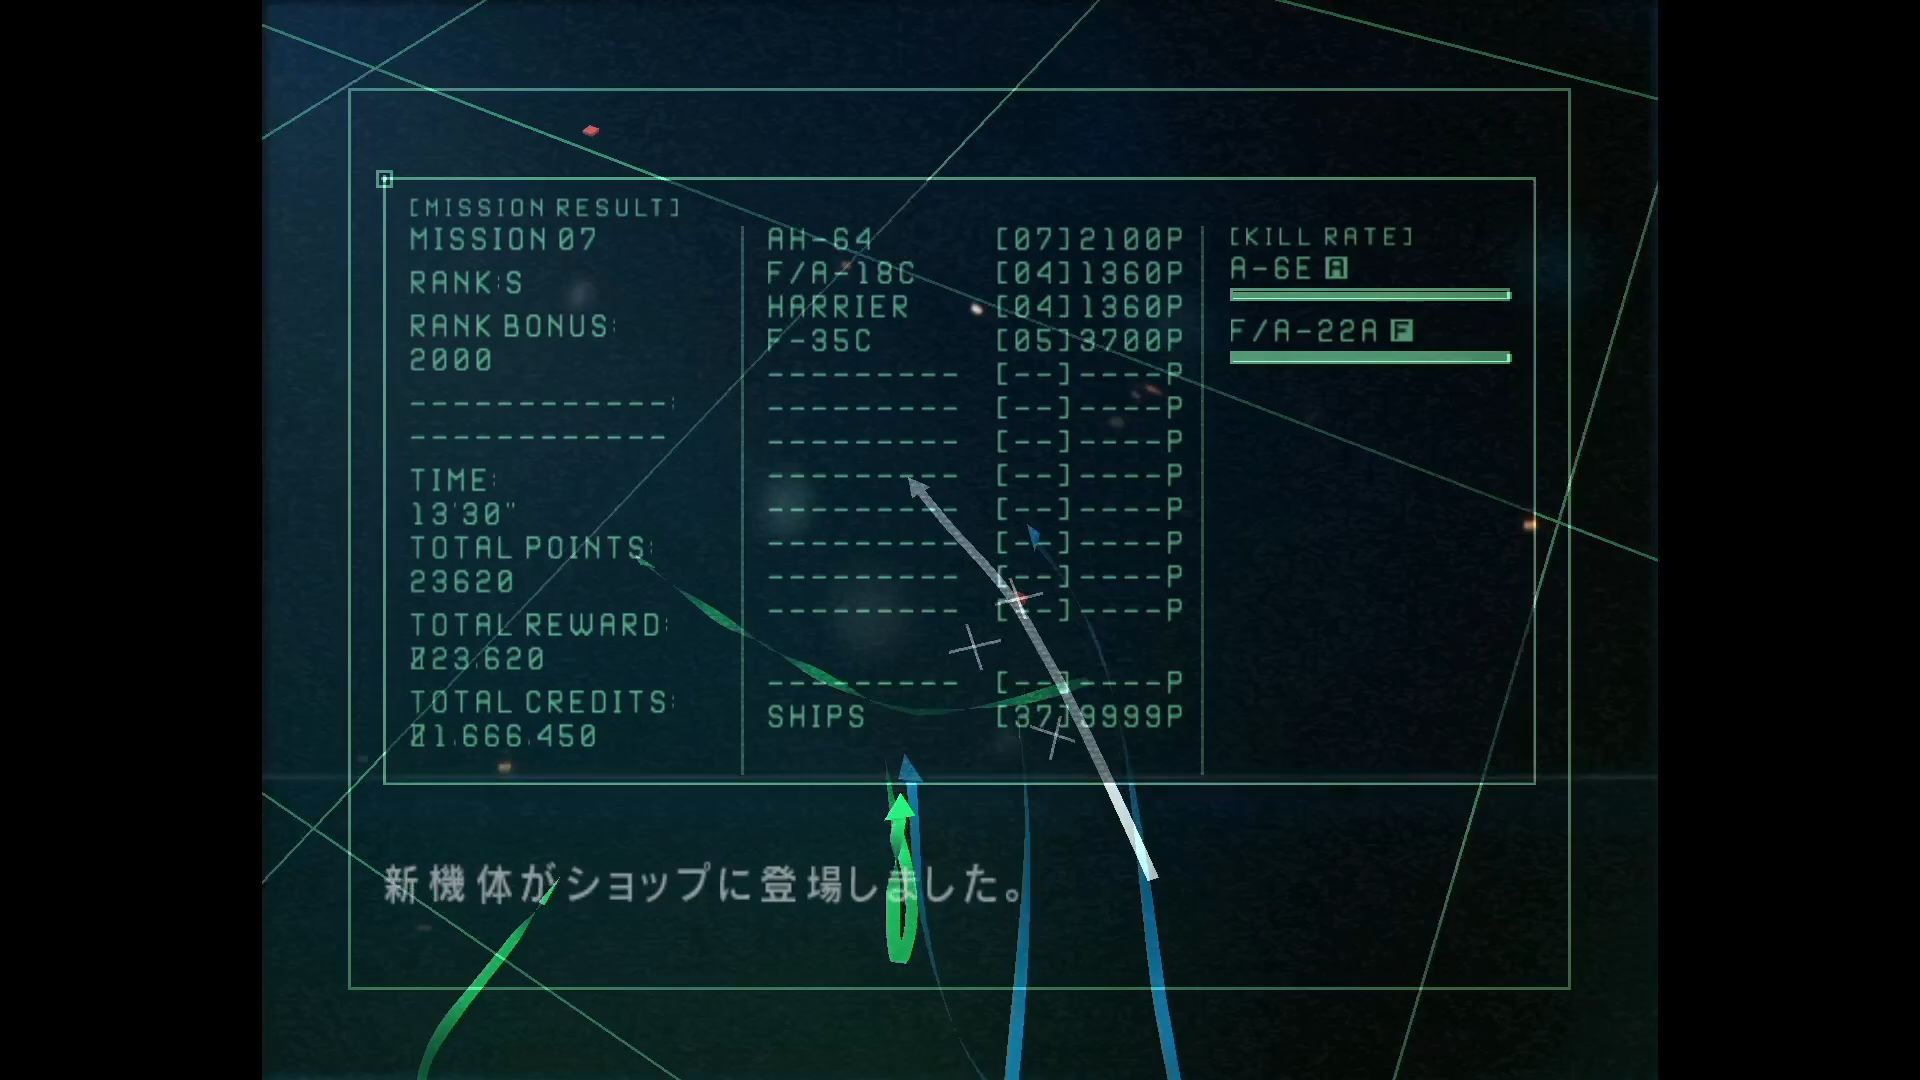 [MISSION RESULT]
MISSION 07
RANK:S
RANK BONUS:
2000
------------:
------------
TIME:
13'30"
TOTAL POINTS:
23620
TOTAL REWARD:
Z23,620
TOTAL CREDITS:
Z1,666,450
AH-64 [07]2100P
F/A-18C [04]1360P
HARRIER [04]1360P
F-35C [05]3700P
--------- [--]----P
--------- [--]----P
--------- [--]----P
--------- [--]----P
--------- [--]----P
--------- [--]----P
--------- [--]----P
--------- [--]----P
--------- [--]----P
SHIPS [37]9999P
[KILL RATE]
A-6E A
F/A-22A F
新機体がショップに登場しました。